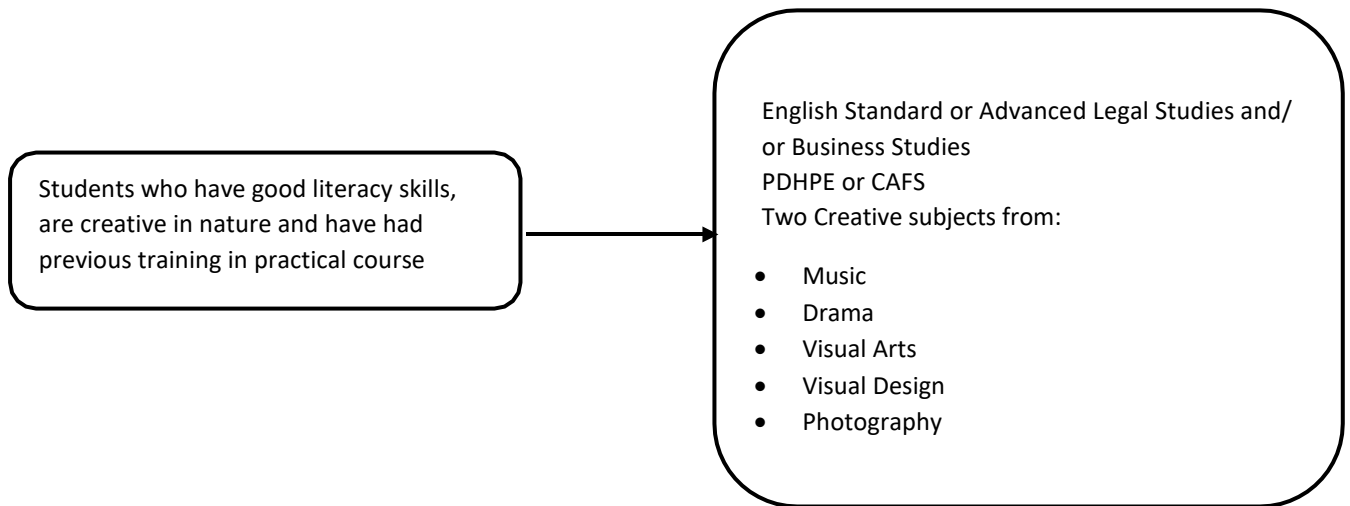 Students who have good literacy skills,
are creative in nature and have had
previous training in practical course
English Standard or Advanced Legal Studies and/
or Business Studies
PDHPE or CAFS
Two Creative subjects from:
• Music
• Drama
• Visual Arts
• Visual Design
• Photography